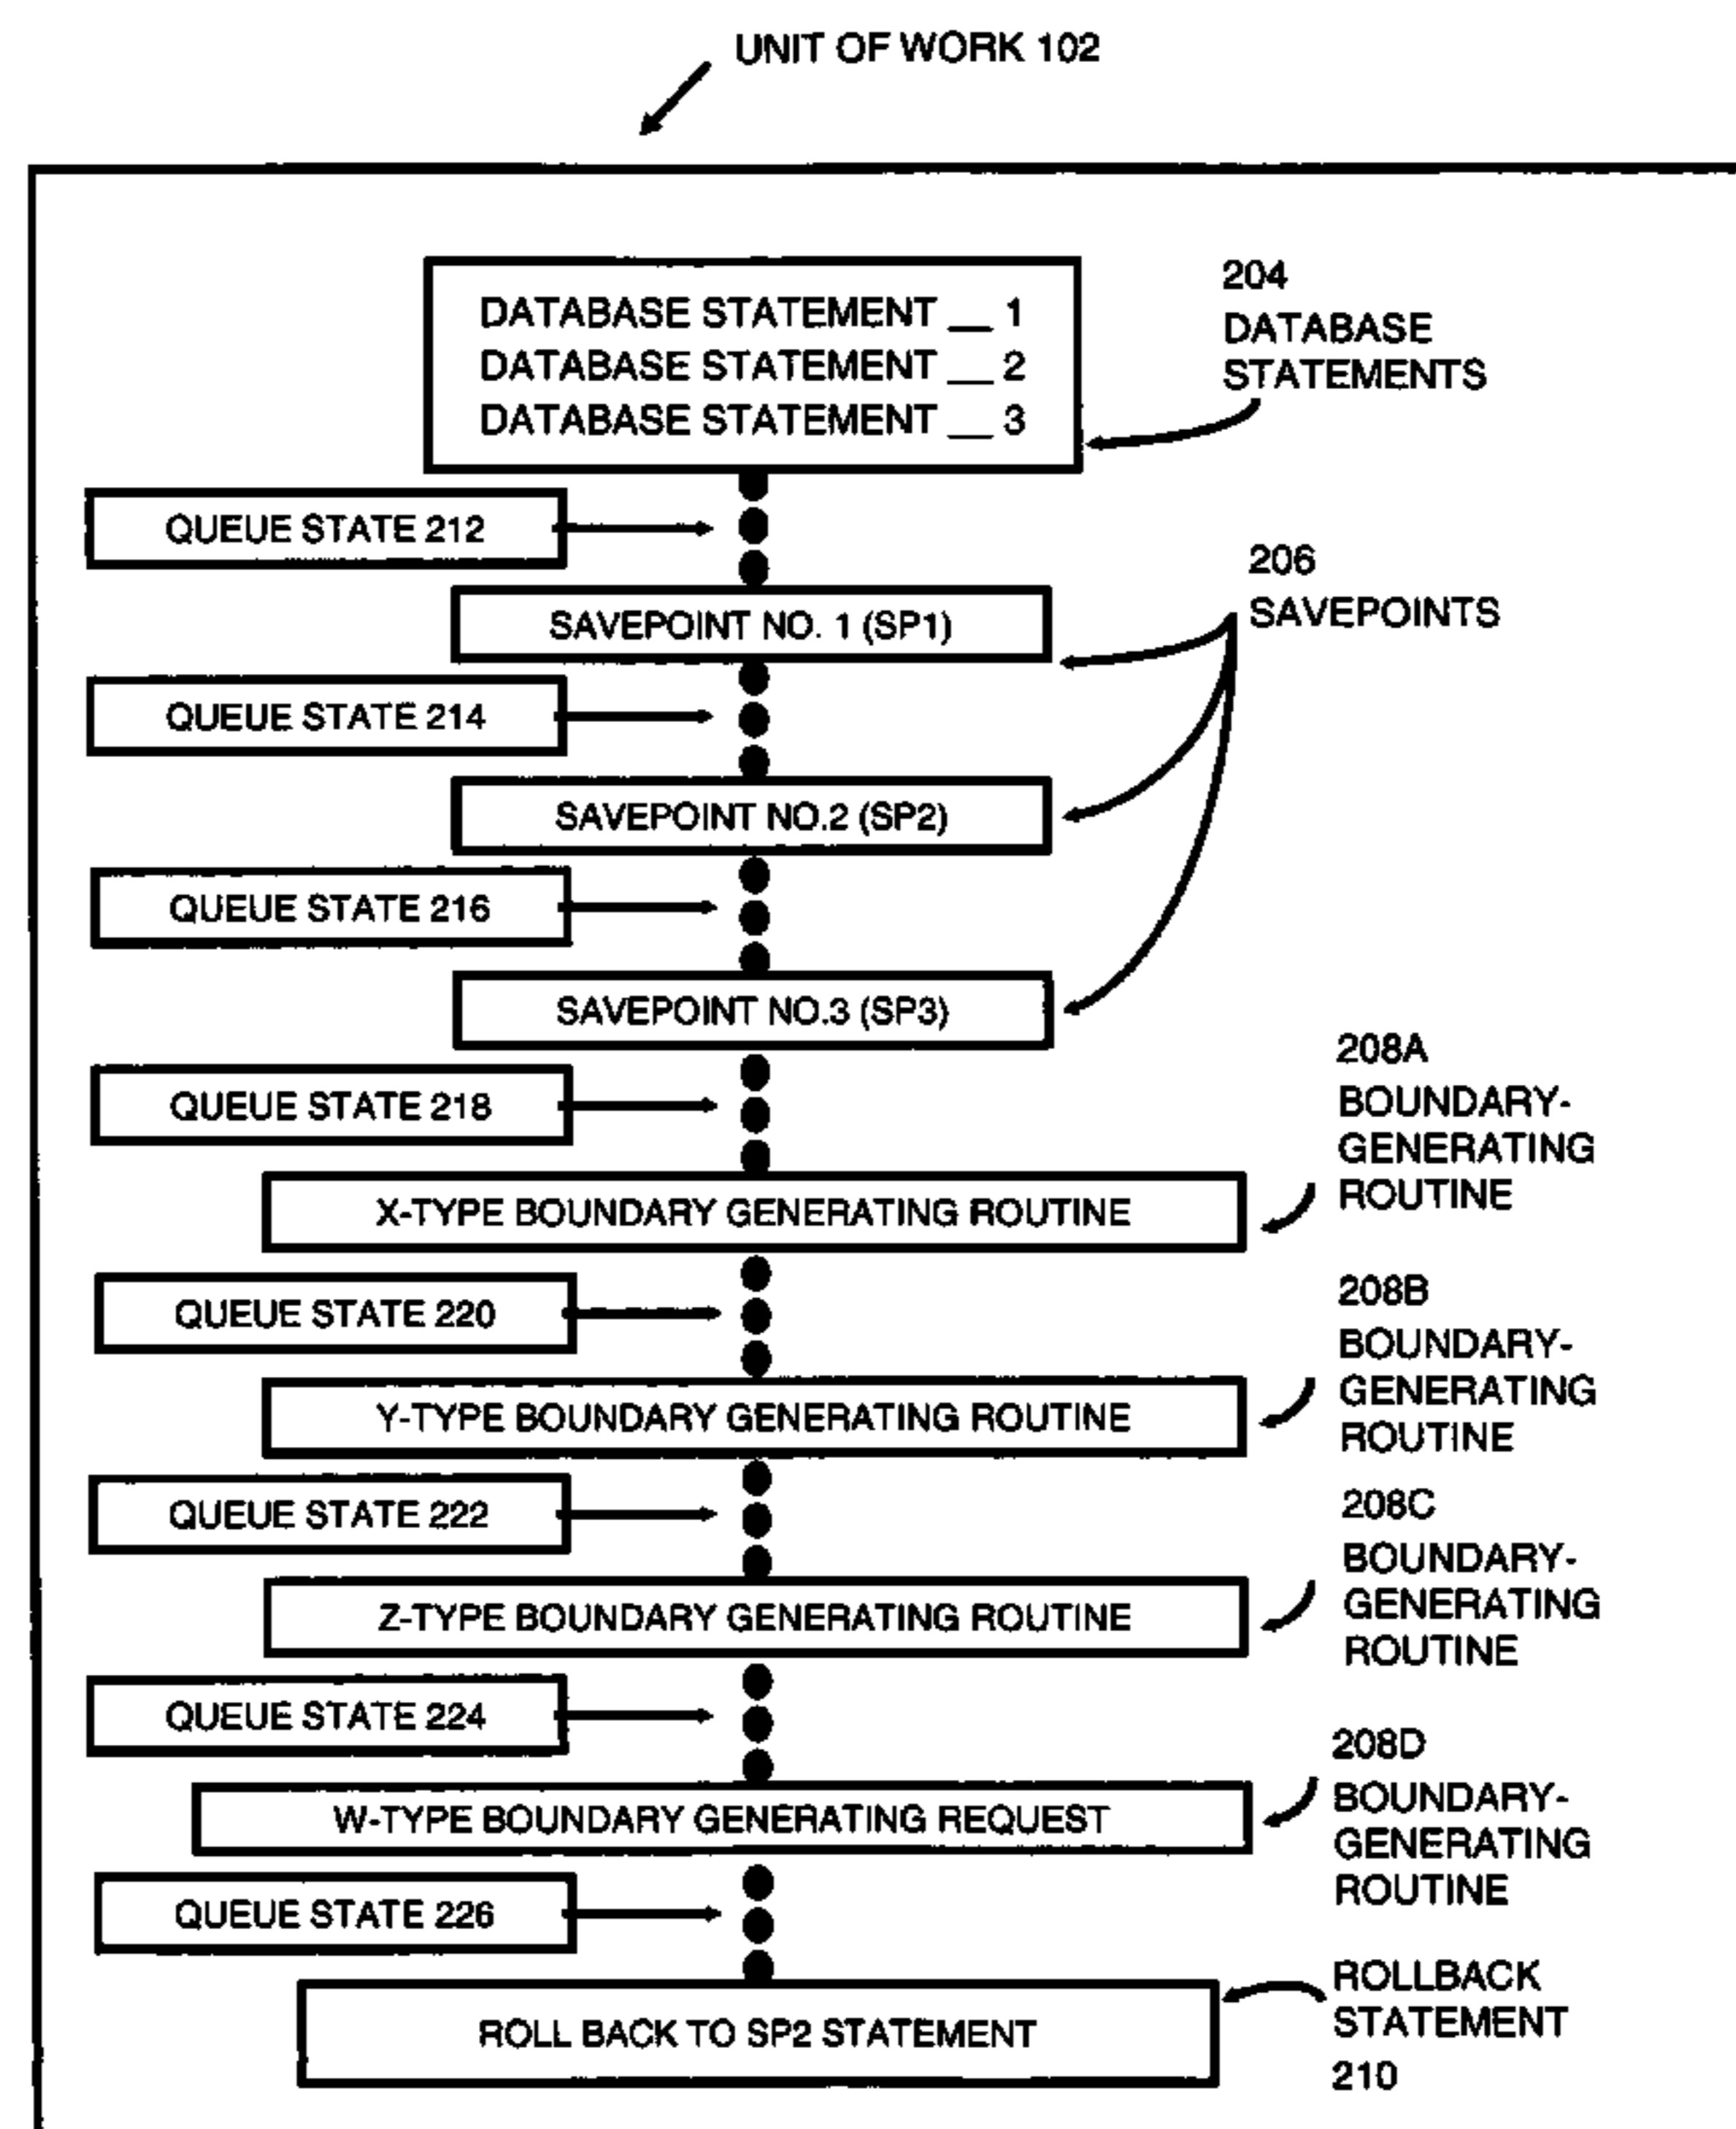 UNIT OF WORK 102
DATABASE STATEMENT __ 1
DATABASE STATEMENT __ 2
DATABASE STATEMENT __ 3
204
DATABASE
STATEMENTS
QUEUE STATE 212
206
SAVEPOINTS
SAVEPOINT NO. 1 (SP1)
QUEUE STATE 214
SAVEPOINT NO.2 (SP2)
QUEUE STATE 216
SAVEPOINT NO.3 (SP3)
QUEUE STATE 218
208A
BOUNDARY-
GENERATING
ROUTINE
X-TYPE BOUNDARY GENERATING ROUTINE
QUEUE STATE 220
208B
BOUNDARY-
GENERATING
ROUTINE
Y-TYPE BOUNDARY GENERATING ROUTINE
QUEUE STATE 222
208C
BOUNDARY-
GENERATING
ROUTINE
Z-TYPE BOUNDARY GENERATING ROUTINE
QUEUE STATE 224
208D
BOUNDARY-
GENERATING
ROUTINE
W-TYPE BOUNDARY GENERATING REQUEST
QUEUE STATE 226
ROLLBACK
STATEMENT
210
ROLL BACK TO SP2 STATEMENT